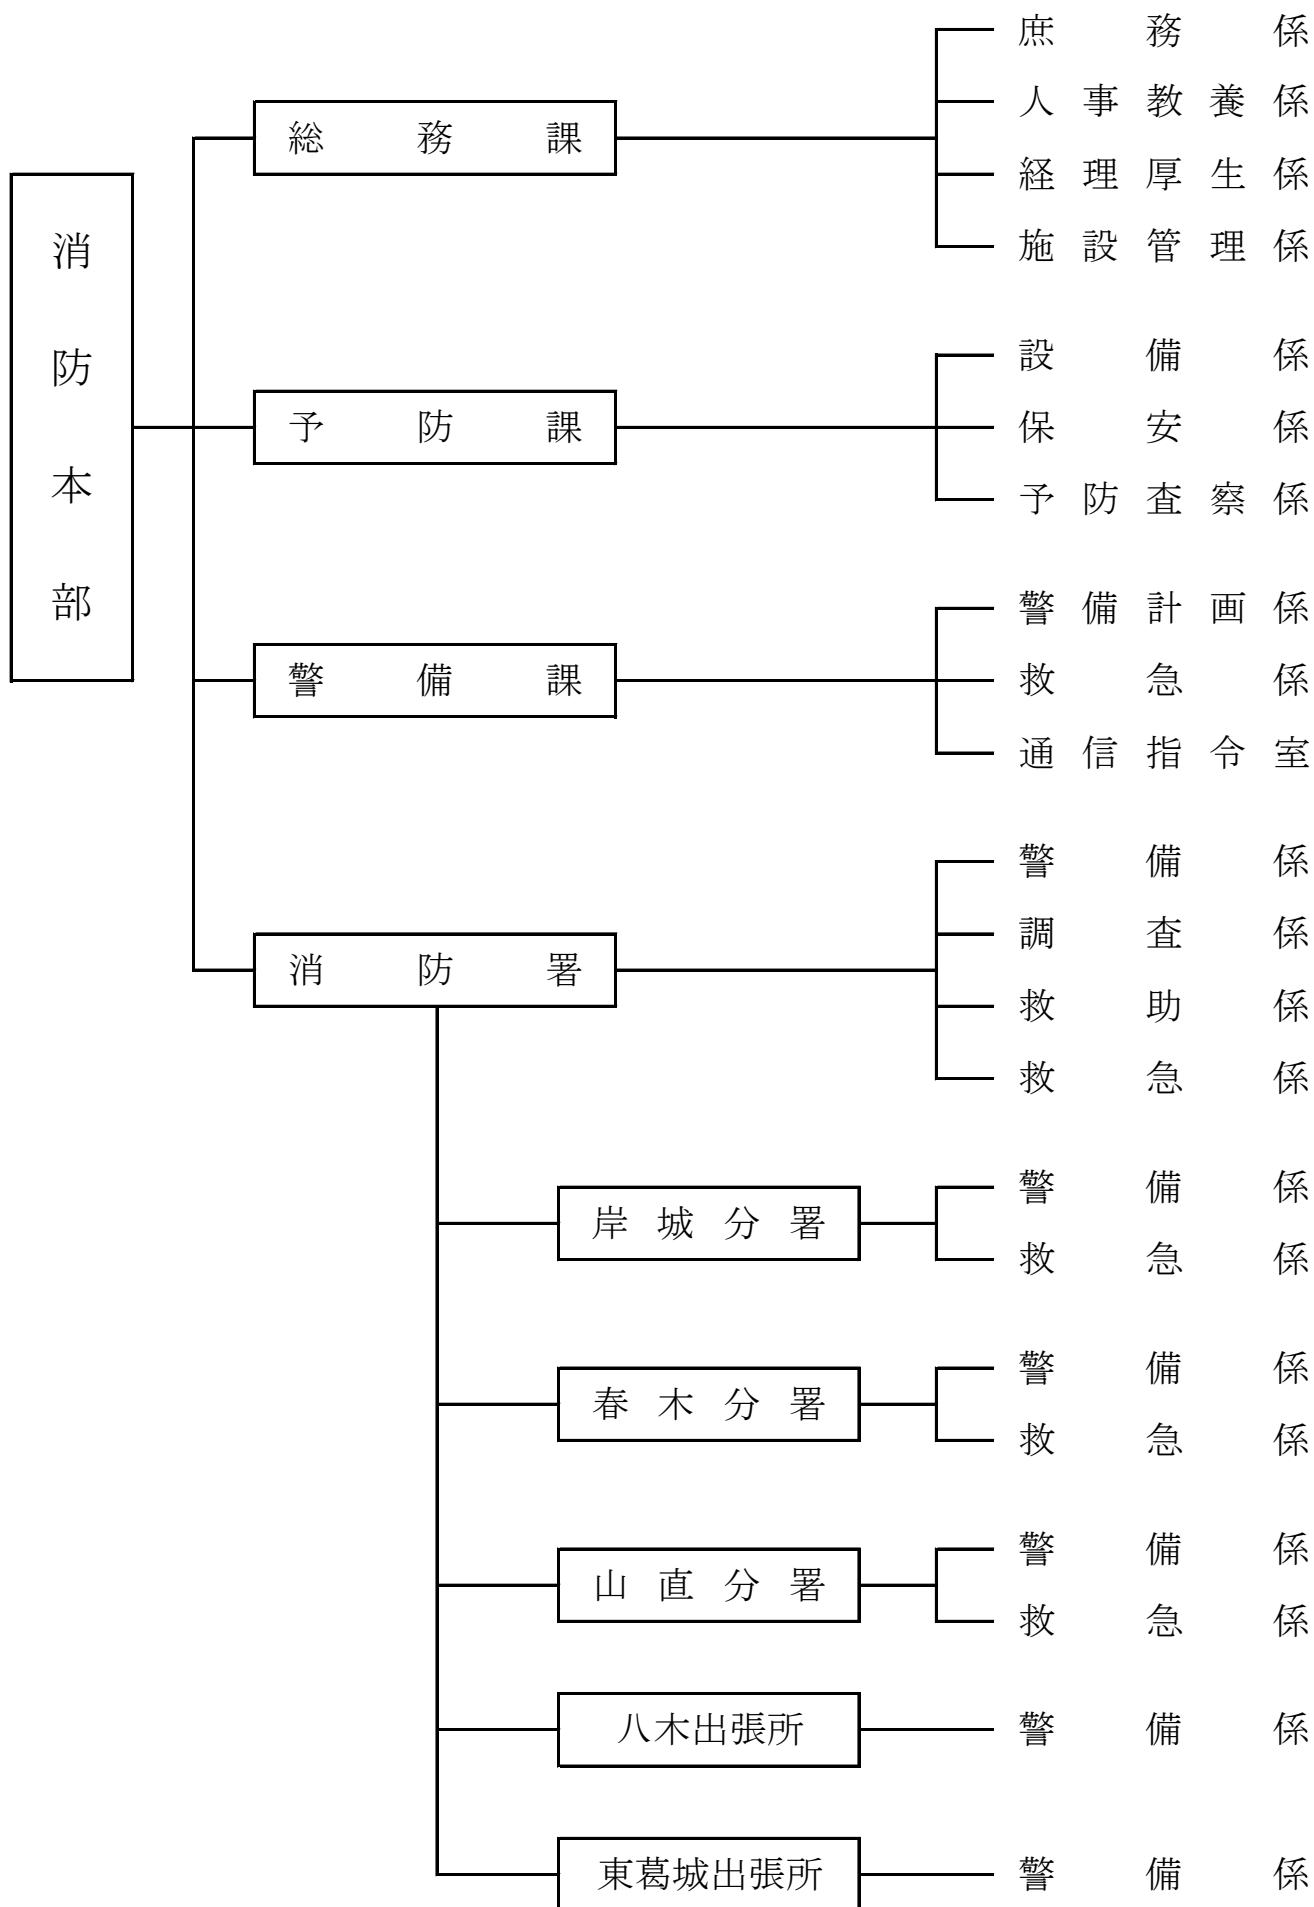 消防本部
総務課
庶務係
人事教養係
経理厚生係
施設管理係
予防課
設備係
保安係
予防査察係
警備課
警備計画係
救急係
通信指令室
消防署
警備係
調査係
救助係
救急係
岸城分署
警備係
救急係
春木分署
警備係
救急係
山直分署
警備係
救急係
八木出張所
警備係
東葛城出張所
警備係